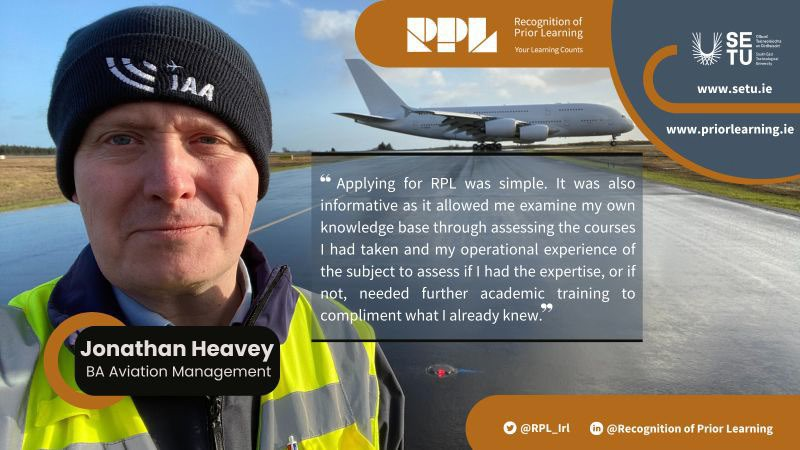 IAA
RPL
Recognition of
Prior Learning
Your Learning Counts
SE
TU
Ollscoil
Teicneolaíochta
an Oirdheiscirt
South East
Technological
University
www.setu.ie
www.priorlearning.ie
❝ Applying for RPL was simple. It was also
informative as it allowed me examine my own
knowledge base through assessing the courses
I had taken and my operational experience of
the subject to assess if I had the expertise, or if
not, needed further academic training to
compliment what I already knew.❞
Jonathan Heavey
BA Aviation Management
@RPL_Irl
@Recognition of Prior Learning